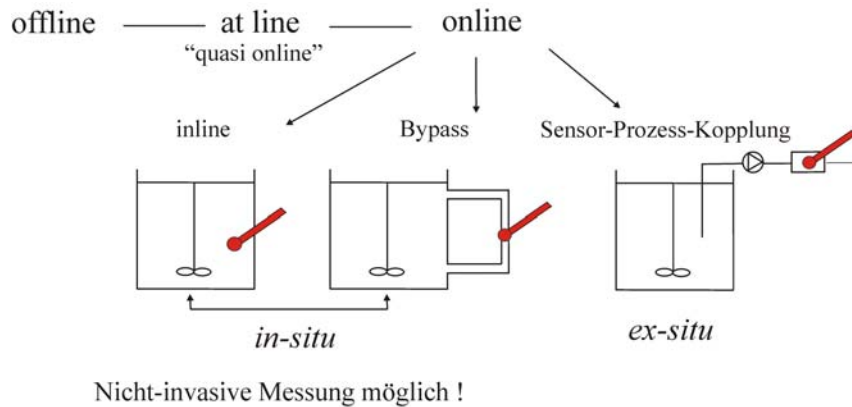 offline at line online
“quasi online”
inline Bypass Sensor-Prozess-Kopplung
in-situ ex-situ
Nicht-invasive Messung möglich !